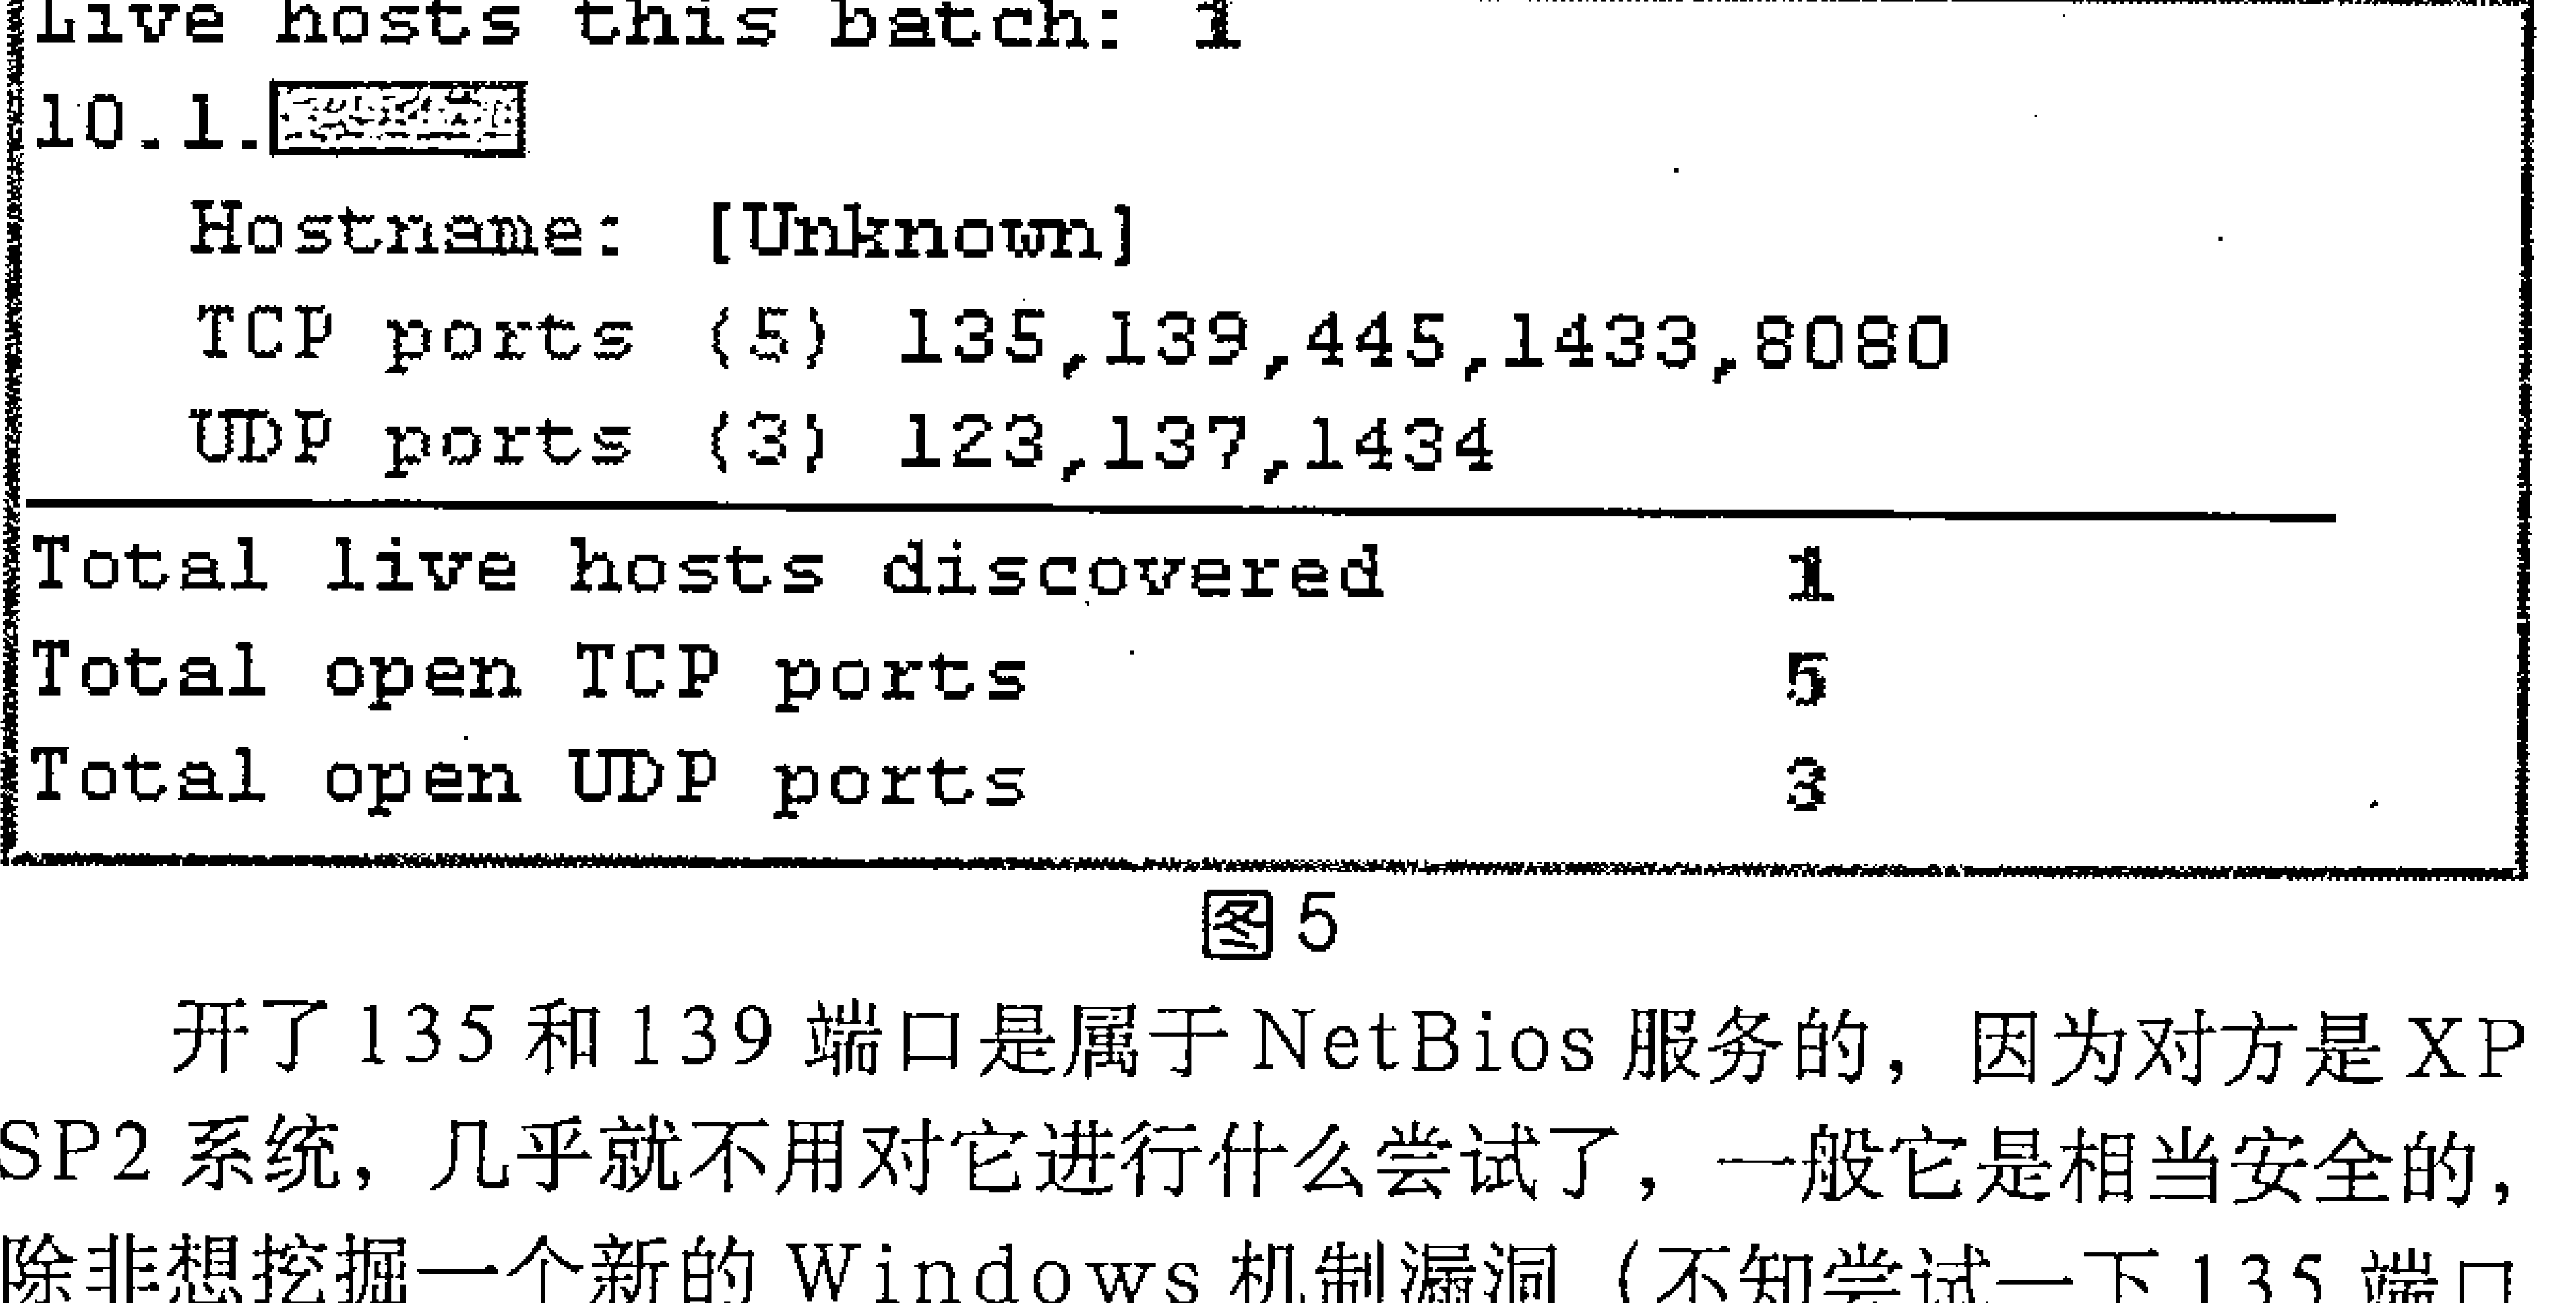 Live hosts this batch: 1
10.1.
Hostname: [Unknown]
TCP ports (5) 135,139,445,1433,8080
UDP ports (3) 123,137,1434
Total live hosts discovered 1
Total open TCP ports 5
Total open UDP ports 3
图5
开了135和139端口是属于NetBios服务的，因为对方是XP
SP2系统，几乎就不用对它进行什么尝试了，一般它是相当安全的，
除非想挖掘一个新的Windows机制漏洞（不知尝试一下135端口